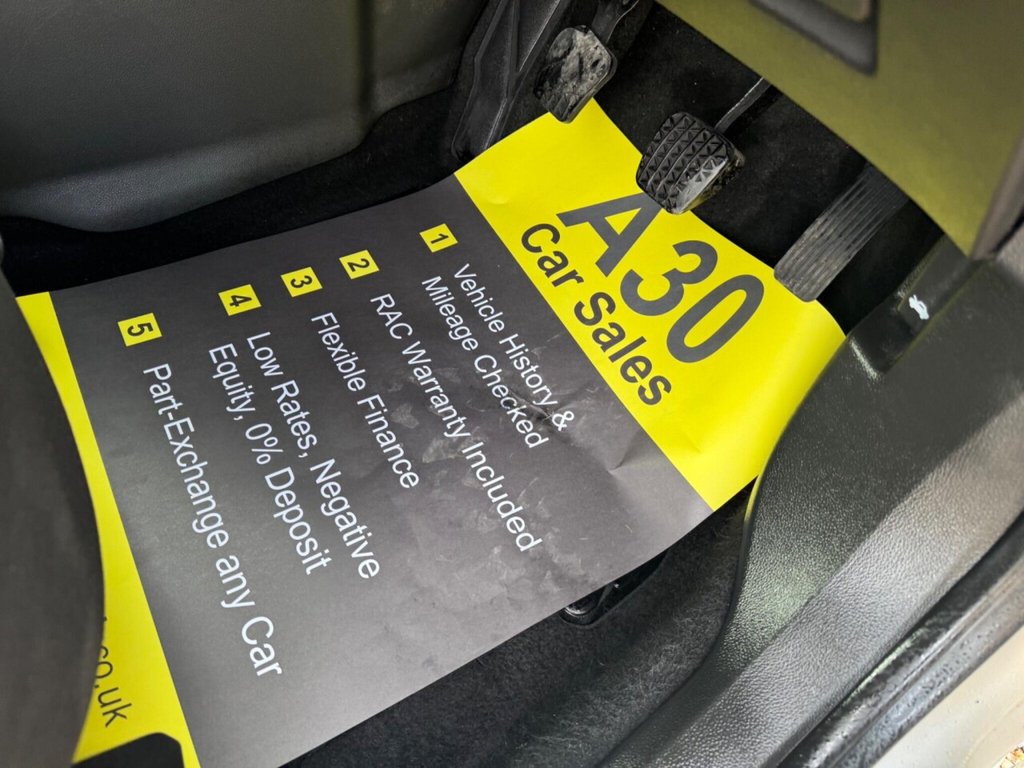 A30
Car Sales
1 Vehicle History &
Mileage Checked
2 RAC Warranty Included
3 Flexible Finance
4 Low Rates, Negative
Equity, 0% Deposit
5 Part-Exchange any Car
.co.uk